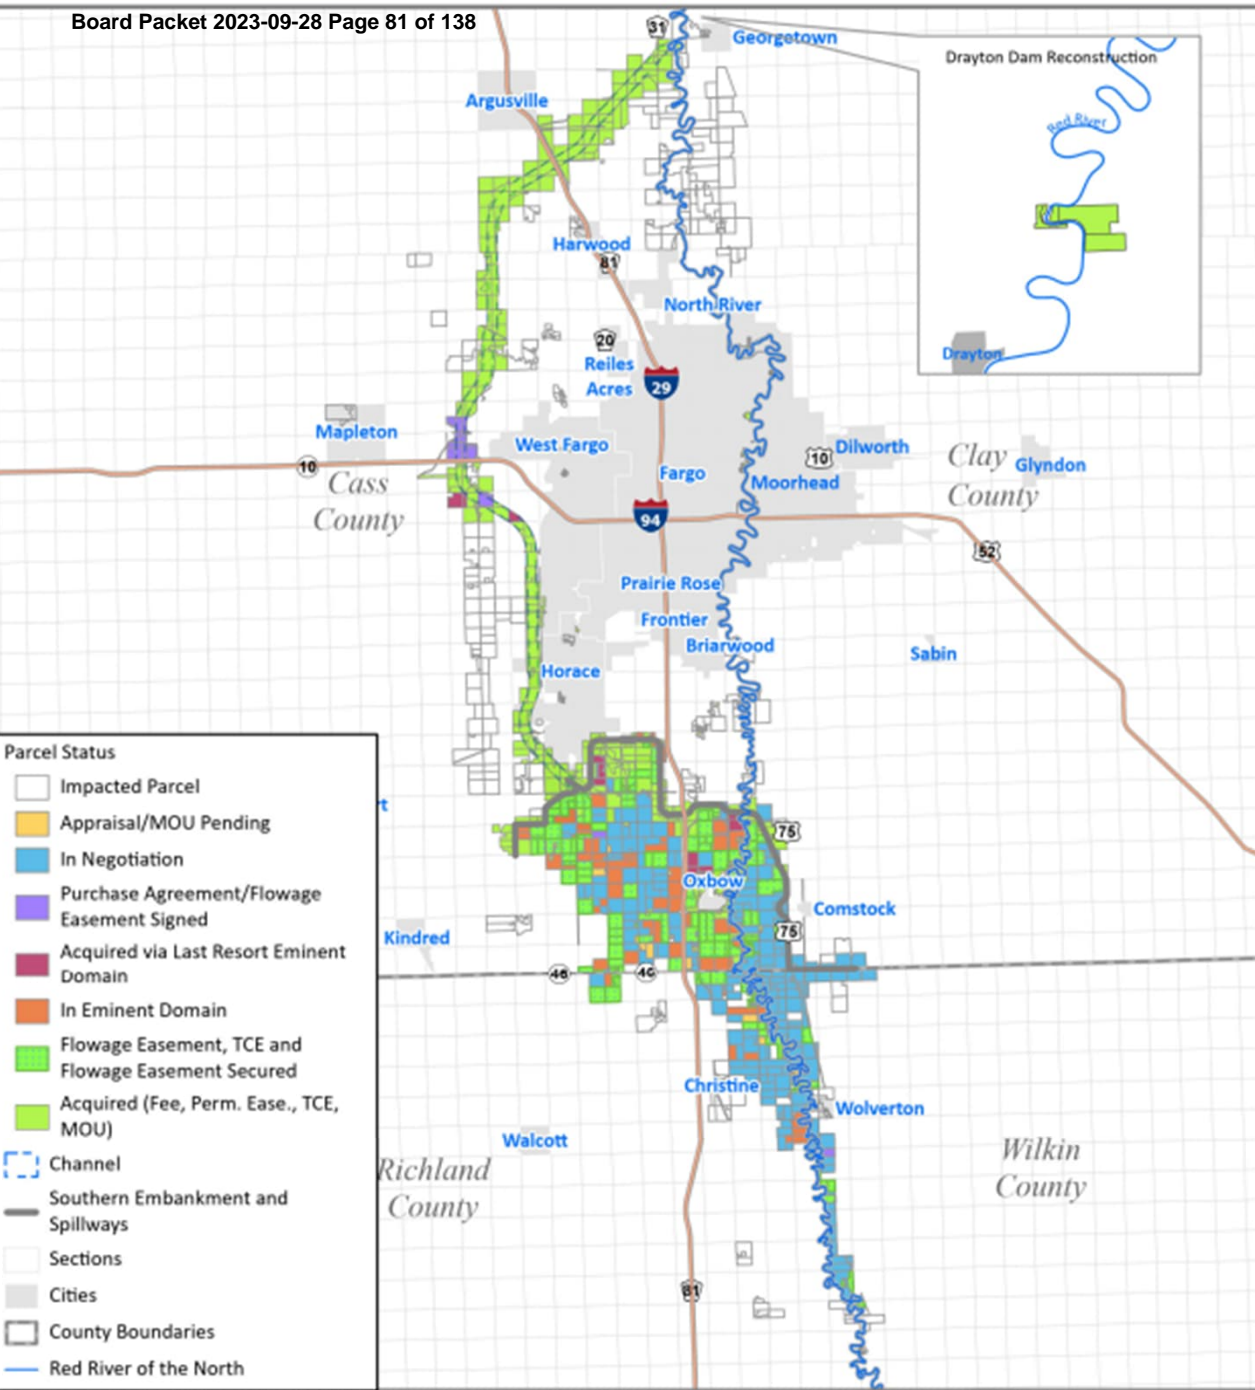 Board Packet 2023-09-28 Page 81 of 138
31
Georgetown
Drayton Dam Reconstruction
Argusville
Red River
Harwood
81
North River
20
Reiles
Acres
29
Drayton
Mapleton
West Fargo
Dilworth
10
Clay
County
Glyndon
10
Fargo
Moorhead
Cass
County
94
52
Prairie Rose
Frontier
Briarwood
Sabin
Horace
Parcel Status
Impacted Parcel
Appraisal/MOU Pending
In Negotiation
Purchase Agreement/Flowage
Easement Signed
Acquired via Last Resort Eminent
Domain
In Eminent Domain
Flowage Easement, TCE and
Flowage Easement Secured
Acquired (Fee, Perm. Ease., TCE,
MOU)
Channel
Southern Embankment and
Spillways
Sections
Cities
County Boundaries
Red River of the North
rt
75
Oxbow
Comstock
75
Kindred
46
46
Christine
Wolverton
Walcott
Richland
County
Wilkin
County
81